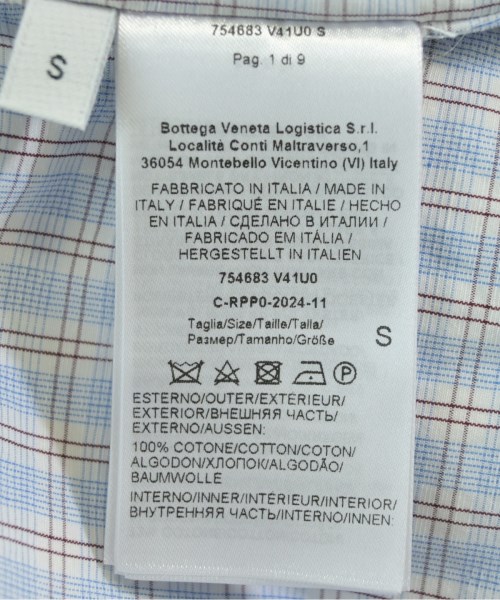 S
754683 V41U0 S
Pag. 1 di 9
Bottega Veneta Logistica S.r.l.
Località Conti Maltraverso,1
36054 Montebello Vicentino (VI) Italy
FABBRICATO IN ITALIA / MADE IN
ITALY / FABRIQUÉ EN ITALIE / HECHO
EN ITALIA / СДЕЛАНО В ИТАЛИИ /
FABRICADO EM ITÁLIA /
HERGESTELLT IN ITALIEN
754683 V41U0
C-RPP0-2024-11
Taglia/Size/Taille/Talla/
Размер/Tamanho/Größe
S
P
ESTERNO/OUTER/EXTÉRIEUR/
EXTERIOR/ВНЕШНЯЯ ЧАСТЬ/
EXTERNO/AUSSEN:
100% COTONE/COTTON/COTON/
ALGODON/ХЛОПОК/ALGODÃO/
BAUMWOLLE
INTERNO/INNER/INTÉRIEUR/INTERIOR/
ВНУТРЕННЯЯ ЧАСТЬ/INTERNO/INNEN: